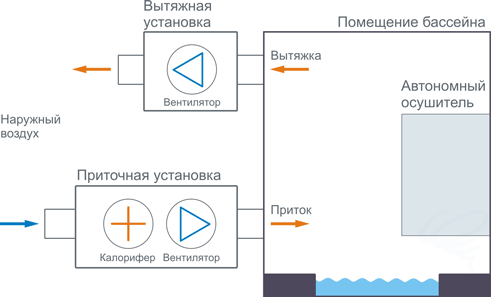 Вытяжная
установка
Помещение бассейна
Вытяжка
Вентилятор
Автономный
осушитель
Наружный
воздух
Приточная установка
Приток
Калорифер
Вентилятор